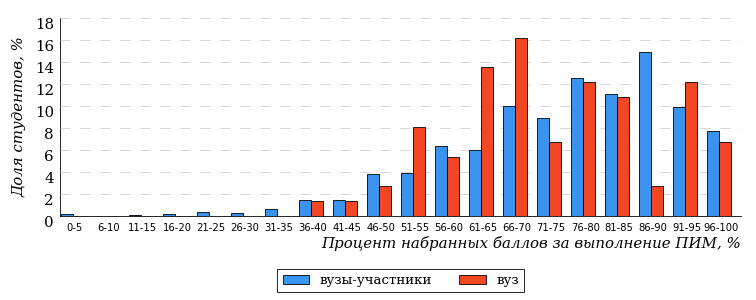 18
16
14
12
10
8
6
4
2
0
Доля студентов, %
0-5 6-10 11-15 16-20 21-25 26-30 31-35 36-40 41-45 46-50 51-55 56-60 61-65 66-70 71-75 76-80 81-85 86-90 91-95 96-100
Процент набранных баллов за выполнение ПИМ, %
вузы-участники вуз